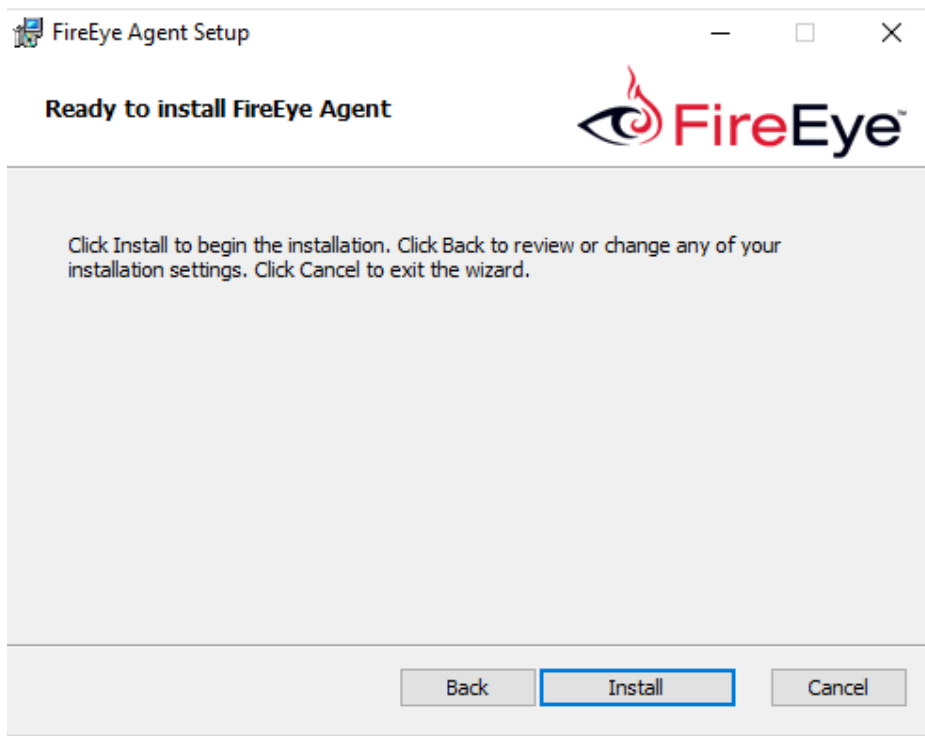 FireEye Agent Setup
Ready to install FireEye Agent
FireEye™
Click Install to begin the installation. Click Back to review or change any of your
installation settings. Click Cancel to exit the wizard.
Back
Install
Cancel